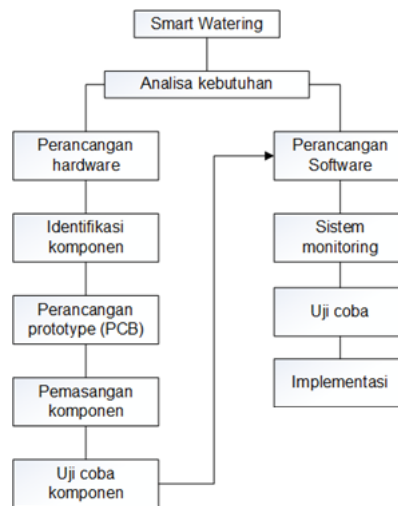 Smart Watering
Analisa kebutuhan
Perancangan
hardware
Identifikasi
komponen
Perancangan
prototype (PCB)
Pemasangan
komponen
Uji coba
komponen
Perancangan
Software
Sistem
monitoring
Uji coba
Implementasi